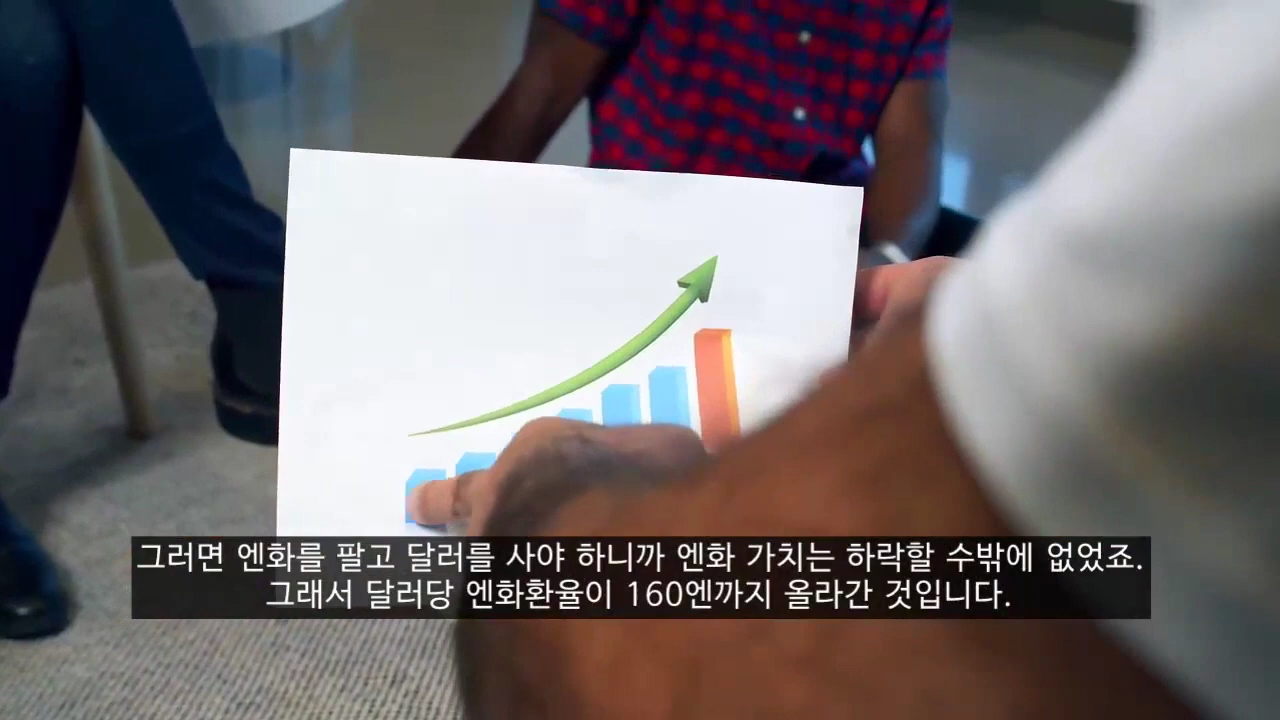 그러면 엔화를 팔고 달러를 사야 하니까 엔화 가치는 하락할 수밖에 없었죠.
그래서 달러당 엔화환율이 160엔까지 올라간 것입니다.